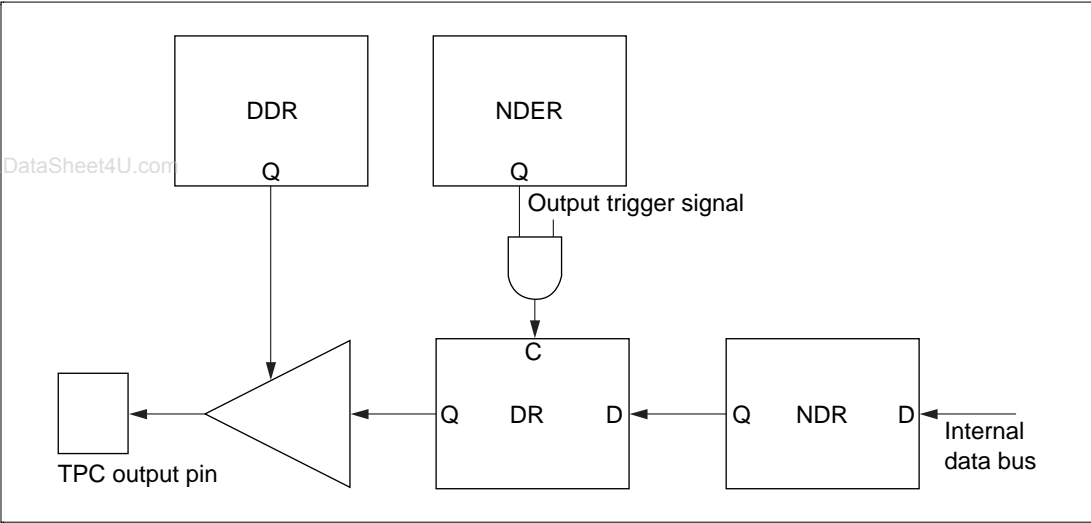 DDR
NDER
DataSheet4U.com
Q
Q
Output trigger signal
C
Q
DR
D
Q
NDR
D
Internal
data bus
TPC output pin